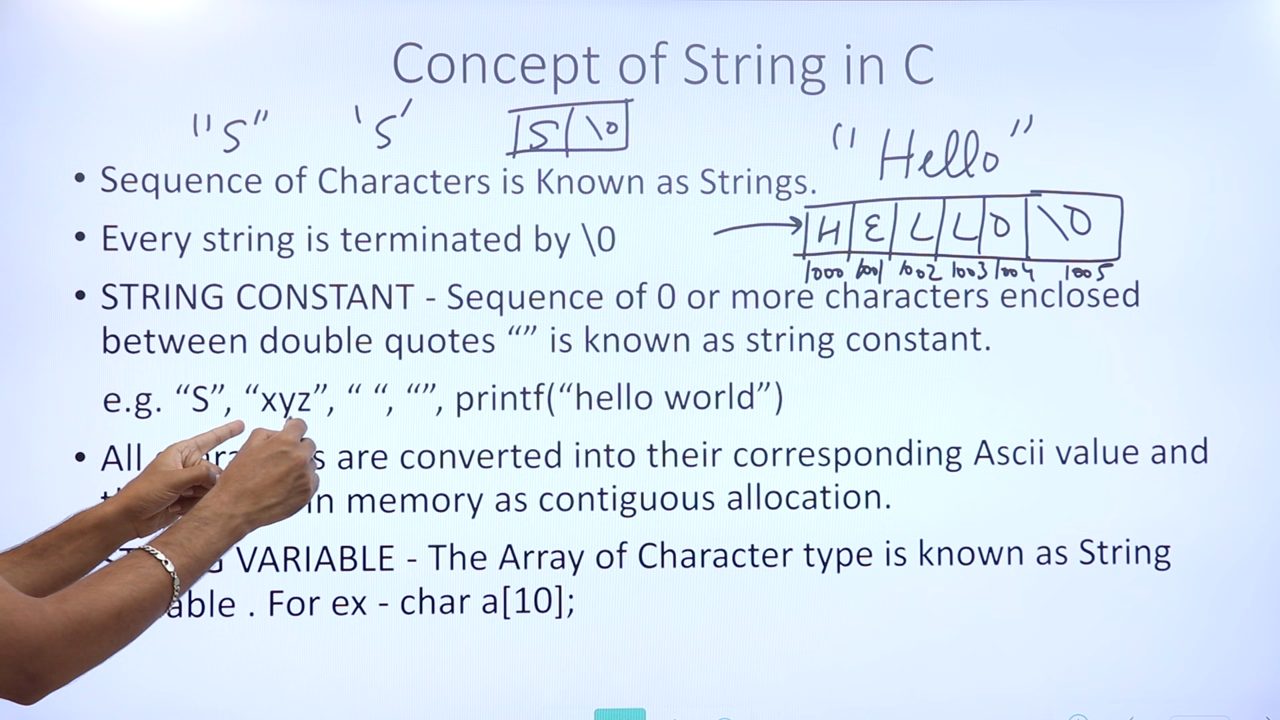 Concept of String in C
"S" 'S' S \0 "Hello"
• Sequence of Characters is Known as Strings.
H E L L O \0
• Every string is terminated by \0
1000 1001 1002 1003 1004 1005
• STRING CONSTANT - Sequence of 0 or more characters enclosed
between double quotes “” is known as string constant.
e.g. “S”, “xyz”, “ “, “”, printf(“hello world”)
• All are converted into their corresponding Ascii value and
in memory as contiguous allocation.
VARIABLE - The Array of Character type is known as String
. For ex - char a[10];